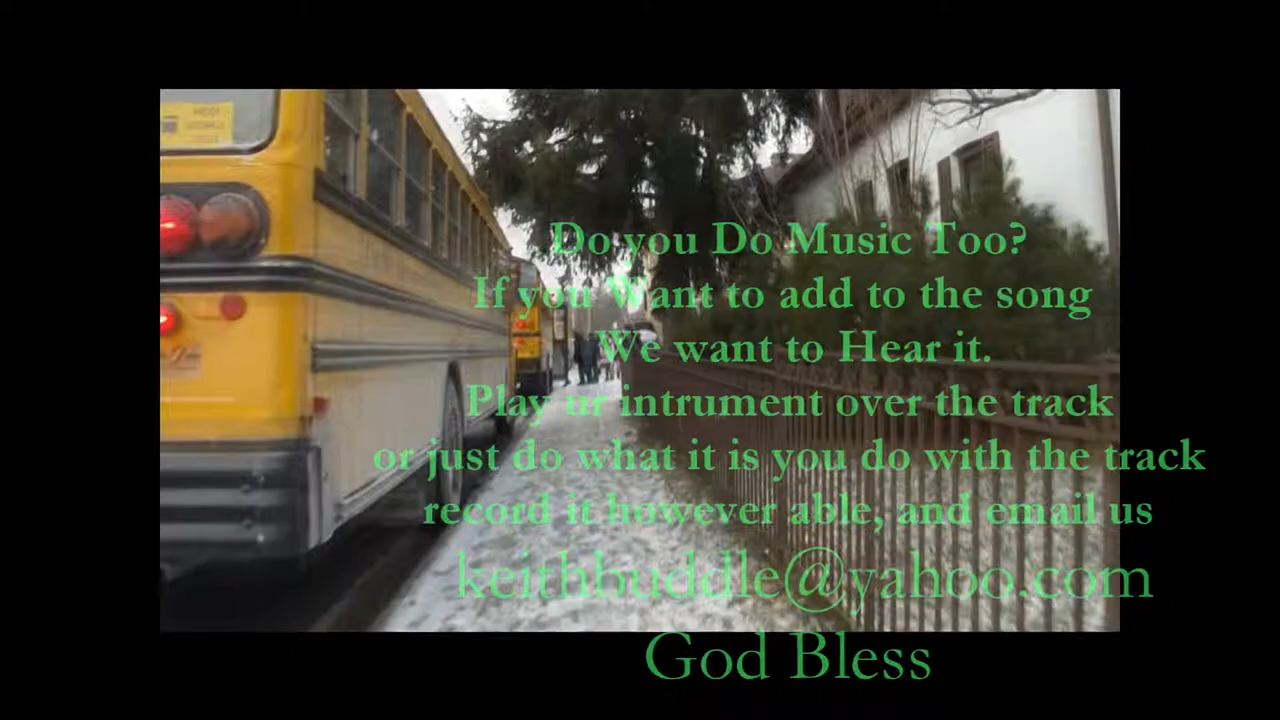 Do you Do Music Too?
If you Want to add to the song
We want to Hear it.
Play ur intrument over the track
or just do what it is you do with the track
record it however able, and email us
keithbuddle@yahoo.com
God Bless